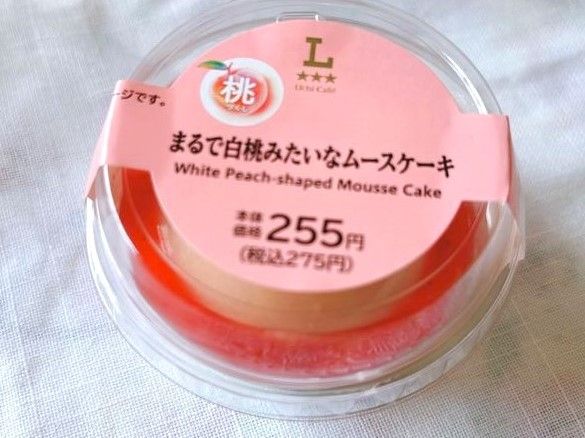 L
Uchi Café
桃
ージです。
まるで白桃みたいなムースケーキ
White Peach-shaped Mousse Cake
本体
価格 255円
(税込275円)